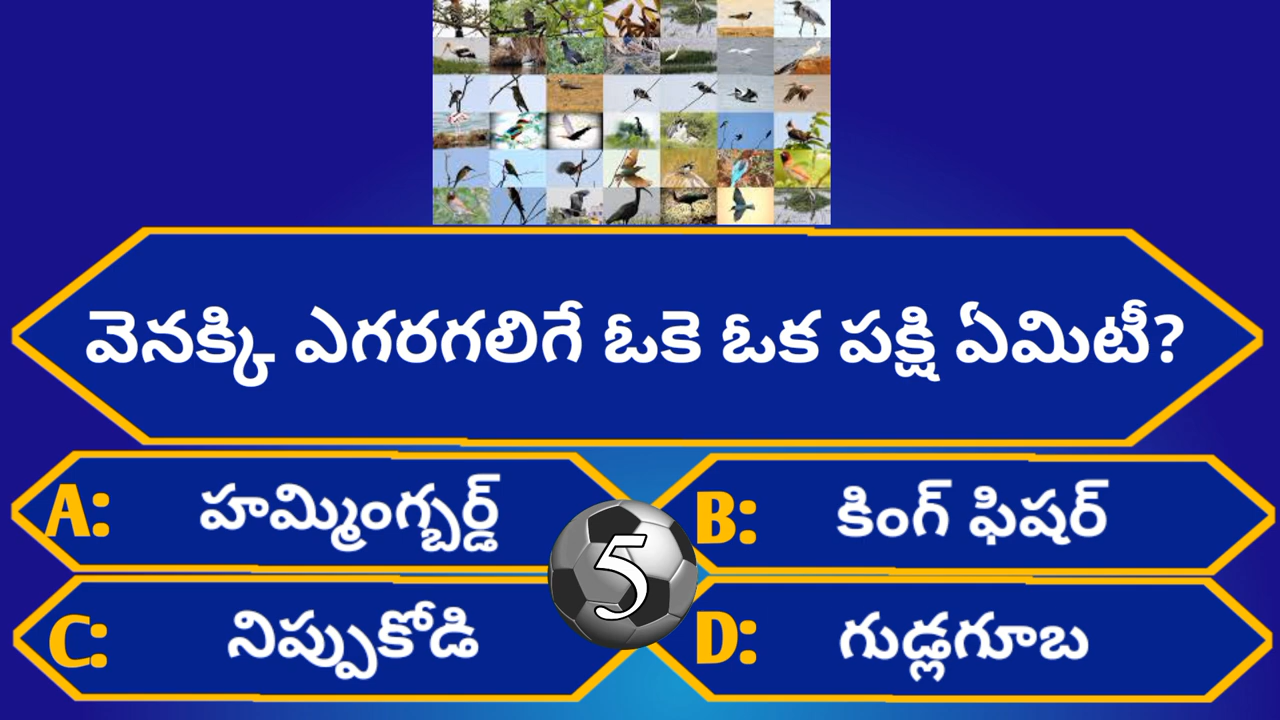 వెనక్కి ఎగరగలిగే ఓకె ఓక పక్షి ఏమిటీ?
A: హమ్మింగ్బర్డ్
B: కింగ్ ఫిషర్
5
C: నిప్పుకోడి
D: గుడ్లగూబ